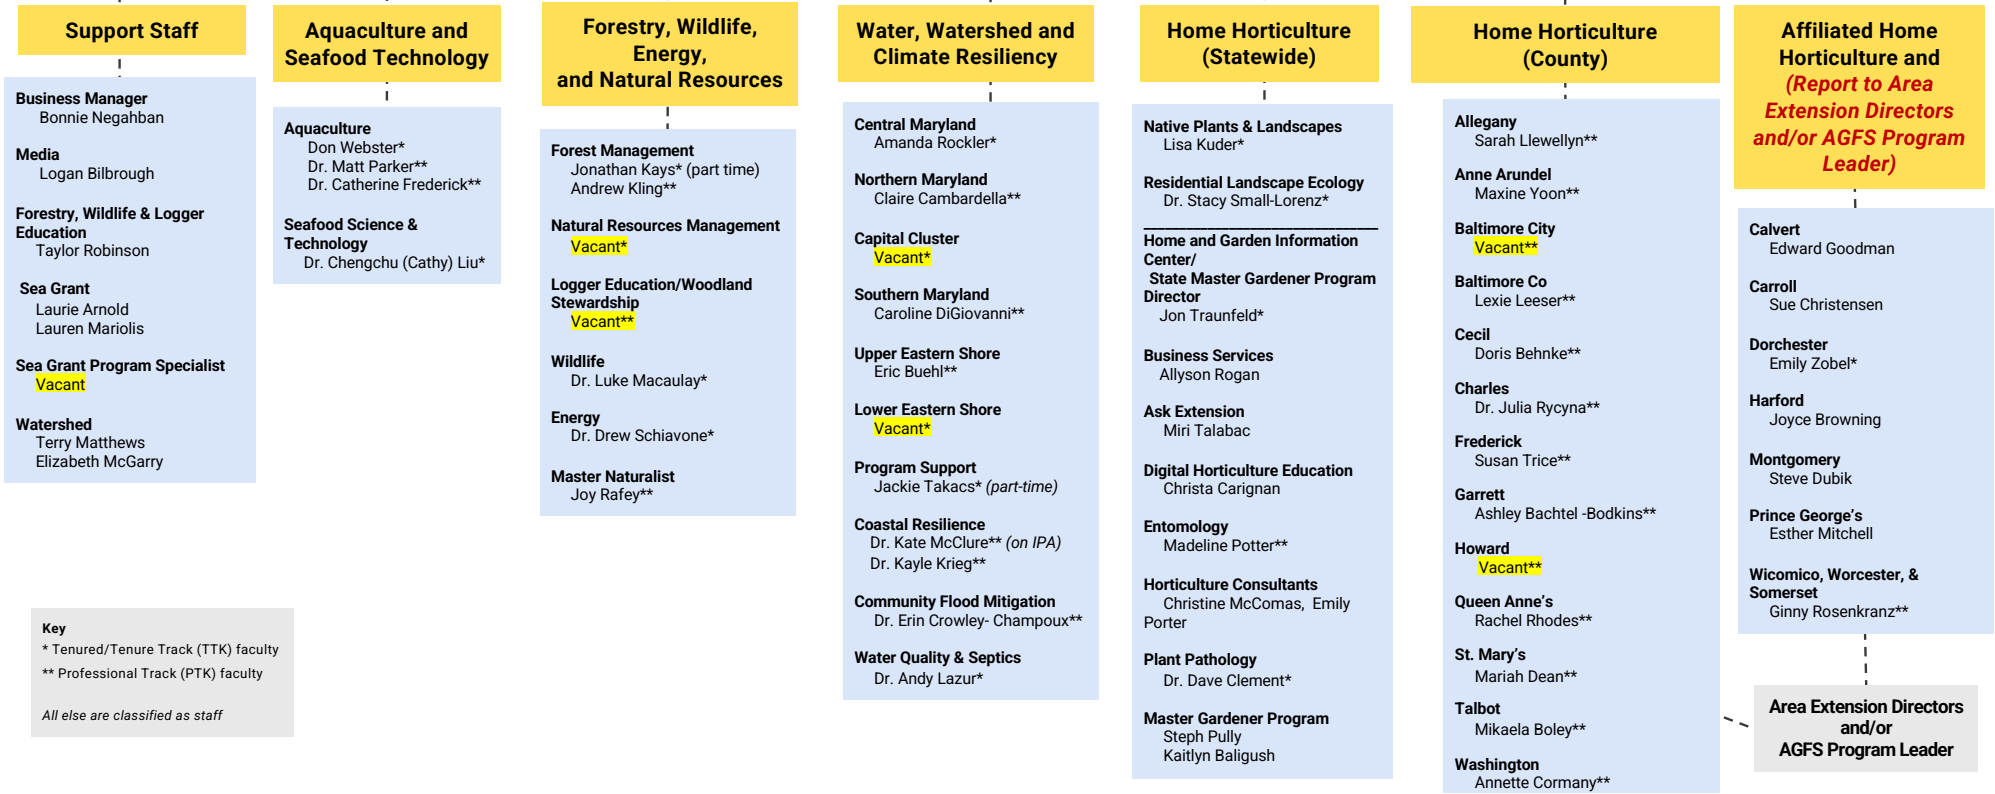 Support Staff
Business Manager
Bonnie Negahban
Media
Logan Bilbrough
Forestry, Wildlife & Logger
Education
Taylor Robinson
Sea Grant
Laurie Arnold
Lauren Mariolis
Sea Grant Program Specialist
Vacant
Watershed
Terry Matthews
Elizabeth McGarry
Key
* Tenured/Tenure Track (TTK) faculty
** Professional Track (PTK) faculty
All else are classified as staff
Aquaculture and
Seafood Technology
Aquaculture
Don Webster*
Dr. Matt Parker**
Dr. Catherine Frederick**
Seafood Science &
Technology
Dr. Chengchu (Cathy) Liu*
Forestry, Wildlife,
Energy,
and Natural Resources
Forest Management
Jonathan Kays* (part time)
Andrew Kling**
Natural Resources Management
Vacant*
Logger Education/Woodland
Stewardship
Vacant**
Wildlife
Dr. Luke Macaulay*
Energy
Dr. Drew Schiavone*
Master Naturalist
Joy Rafey**
Water, Watershed and
Climate Resiliency
Central Maryland
Amanda Rockler*
Northern Maryland
Claire Cambardella**
Capital Cluster
Vacant*
Southern Maryland
Caroline DiGiovanni**
Upper Eastern Shore
Eric Buehl**
Lower Eastern Shore
Vacant*
Program Support
Jackie Takacs* (part-time)
Coastal Resilience
Dr. Kate McClure** (on IPA)
Dr. Kayle Krieg**
Community Flood Mitigation
Dr. Erin Crowley- Champoux**
Water Quality & Septics
Dr. Andy Lazur*
Home Horticulture
(Statewide)
Native Plants & Landscapes
Lisa Kuder*
Residential Landscape Ecology
Dr. Stacy Small-Lorenz*
Home and Garden Information
Center/
State Master Gardener Program
Director
Jon Traunfeld*
Business Services
Allyson Rogan
Ask Extension
Miri Talabac
Digital Horticulture Education
Christa Carignan
Entomology
Madeline Potter**
Horticulture Consultants
Christine McComas, Emily
Porter
Plant Pathology
Dr. Dave Clement*
Master Gardener Program
Steph Pully
Kaitlyn Baligush
Home Horticulture
(County)
Allegany
Sarah Llewellyn**
Anne Arundel
Maxine Yoon**
Baltimore City
Vacant**
Baltimore Co
Lexie Leeser**
Cecil
Doris Behnke**
Charles
Dr. Julia Rycyna**
Frederick
Susan Trice**
Garrett
Ashley Bachtel -Bodkins**
Howard
Vacant**
Queen Anne’s
Rachel Rhodes**
St. Mary’s
Mariah Dean**
Talbot
Mikaela Boley**
Washington
Annette Cormany**
Affiliated Home
Horticulture and
(Report to Area
Extension Directors
and/or AGFS Program
Leader)
Calvert
Edward Goodman
Carroll
Sue Christensen
Dorchester
Emily Zobel*
Harford
Joyce Browning
Montgomery
Steve Dubik
Prince George’s
Esther Mitchell
Wicomico, Worcester, &
Somerset
Ginny Rosenkranz**
Area Extension Directors
and/or
AGFS Program Leader